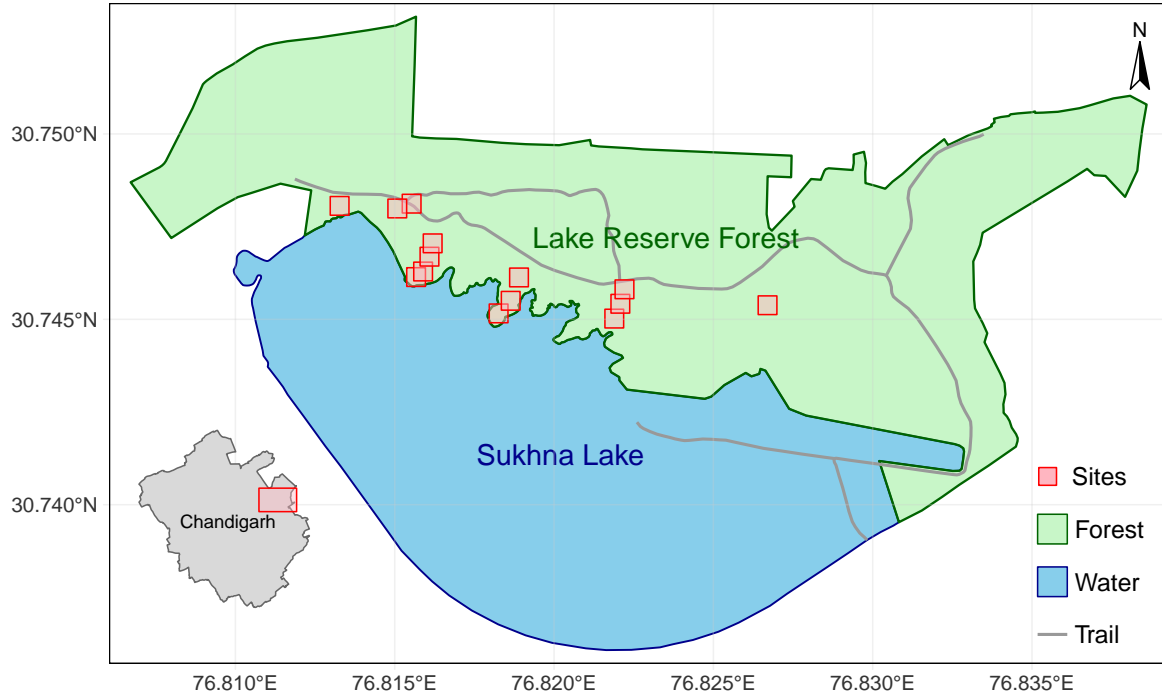 N
30.750°N
Lake Reserve Forest
30.745°N
Sukhna Lake
Sites
30.740°N
Chandigarh
Forest
Water
Trail
76.810°E 76.815°E 76.820°E 76.825°E 76.830°E 76.835°E